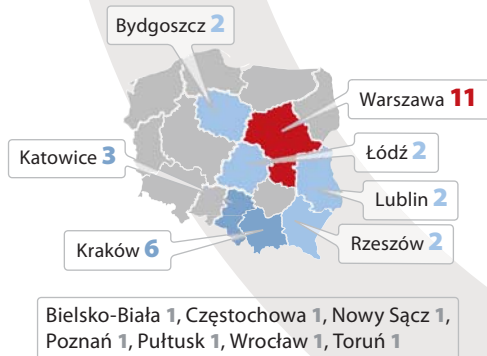 Bydgoszcz 2
Warszawa 11
Łódź 2
Katowice 3
Lublin 2
Kraków 6
Rzeszów 2
Bielsko-Biała 1, Częstochowa 1, Nowy Sącz 1,
Poznań 1, Pułtusk 1, Wrocław 1, Toruń 1